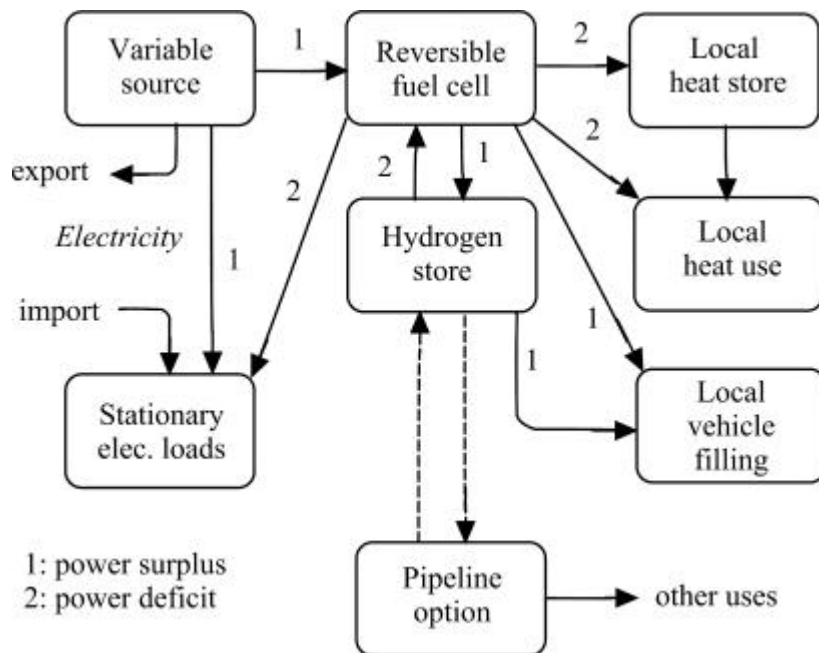 Variable
source
1
Reversible
fuel cell
2
Local
heat store
export
2
2
1
2
Electricity
1
Hydrogen
store
Local
heat use
import
1
1
Stationary
elec. loads
Local
vehicle
filling
1: power surplus
2: power deficit
Pipeline
option
other uses